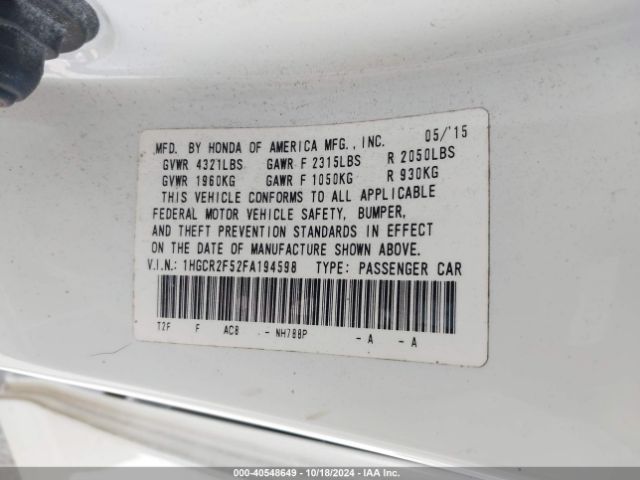 MFD. BY HONDA OF AMERICA MFG., INC. 05/'15
GVWR 4321LBS GAWR F 2315LBS R 2050LBS
GVWR 1960KG GAWR F 1050KG R 930KG
THIS VEHICLE CONFORMS TO ALL APPLICABLE
FEDERAL MOTOR VEHICLE SAFETY, BUMPER,
AND THEFT PREVENTION STANDARDS IN EFFECT
ON THE DATE OF MANUFACTURE SHOWN ABOVE.
V.I.N.: 1HGCR2F52FA194598 TYPE: PASSENGER CAR
T2F F AC8 - NH788P - A - A
000-40548649 - 10/18/2024 - IAA Inc.